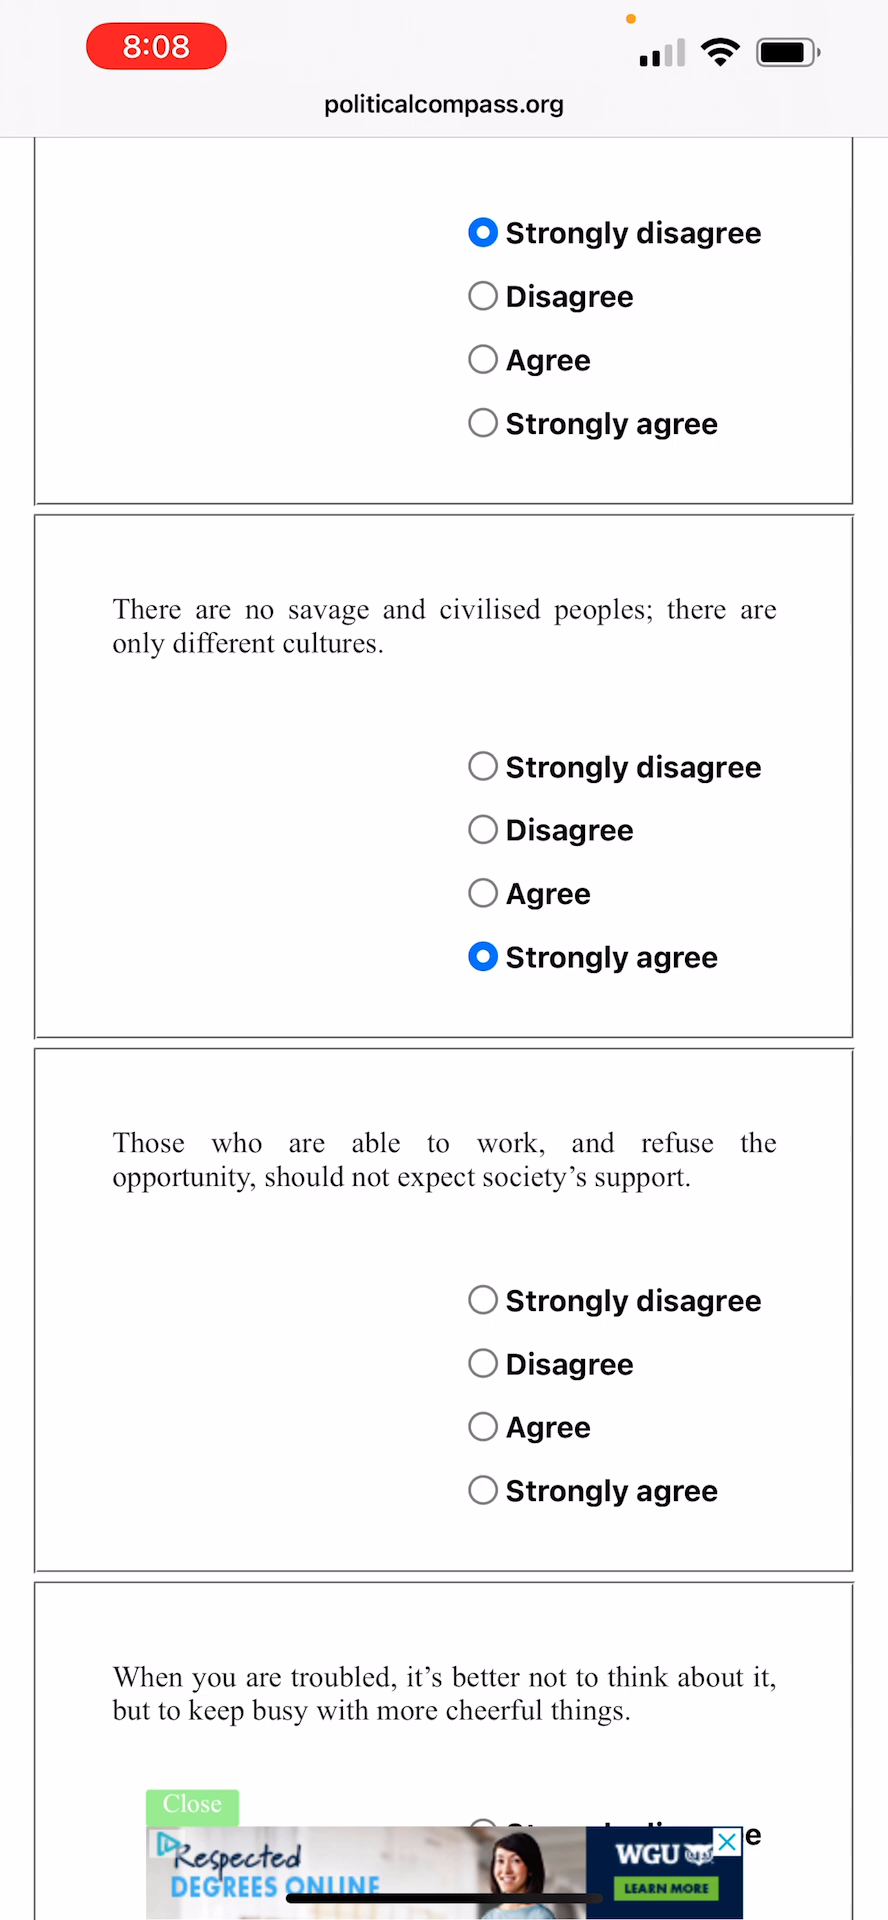 8:08
politicalcompass.org
Strongly disagree
Disagree
Agree
Strongly agree
There are no savage and civilised peoples; there are
only different cultures.
Strongly disagree
Disagree
Agree
Strongly agree
Those who are able to work, and refuse the
opportunity, should not expect society’s support.
Strongly disagree
Disagree
Agree
Strongly agree
When you are troubled, it’s better not to think about it,
but to keep busy with more cheerful things.
Close
Respected
DEGREES ONLINE
WGU
LEARN MORE